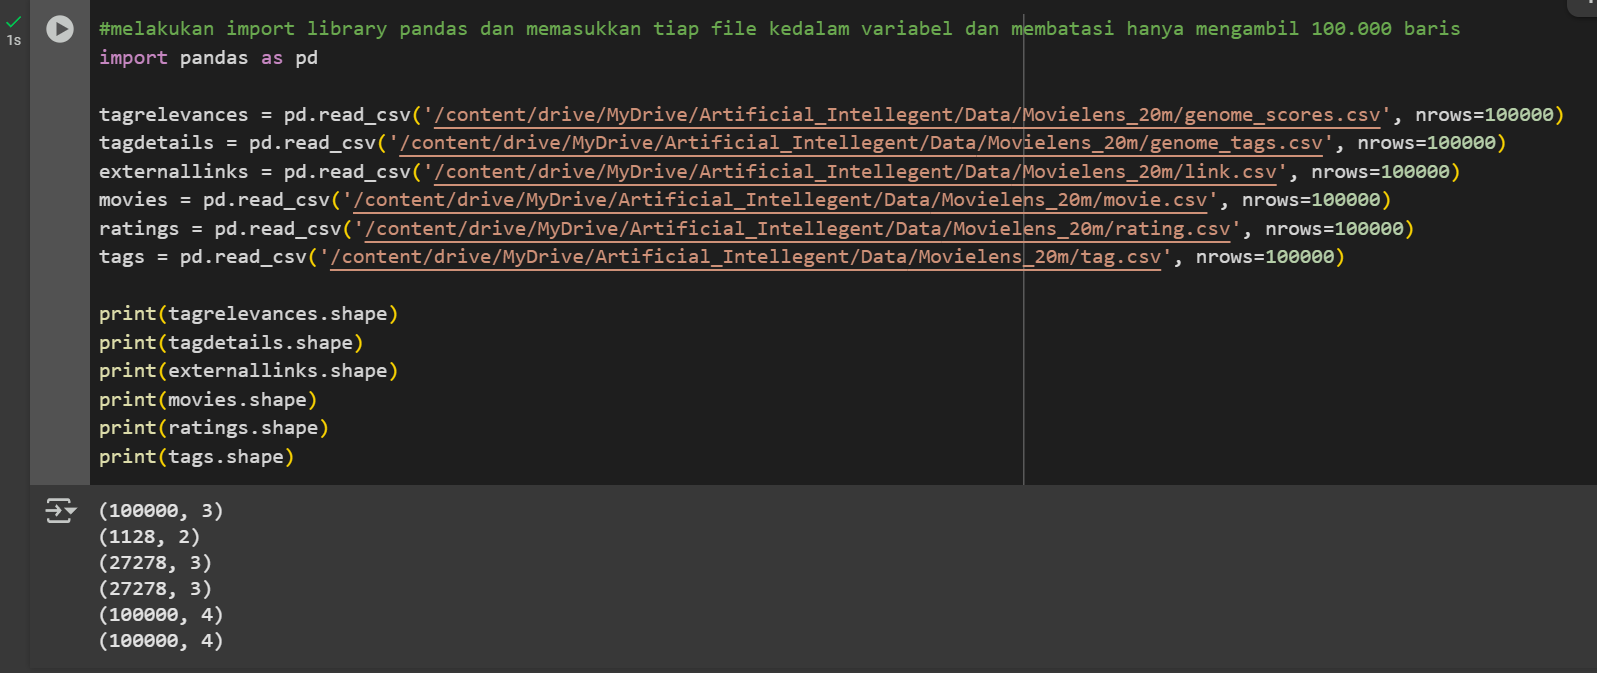 #melakukan import library pandas dan memasukkan tiap file kedalam variabel dan membatasi hanya mengambil 100.000 baris
1s
import pandas as pd
tagrelevances = pd.read_csv('/content/drive/MyDrive/Artificial_Intellegent/Data/Movielens_20m/genome_scores.csv', nrows=100000)
tagdetails = pd.read_csv('/content/drive/MyDrive/Artificial_Intellegent/Data/Movielens_20m/genome_tags.csv', nrows=100000)
externallinks = pd.read_csv('/content/drive/MyDrive/Artificial_Intellegent/Data/Movielens_20m/link.csv', nrows=100000)
movies = pd.read_csv('/content/drive/MyDrive/Artificial_Intellegent/Data/Movielens_20m/movie.csv', nrows=100000)
ratings = pd.read_csv('/content/drive/MyDrive/Artificial_Intellegent/Data/Movielens_20m/rating.csv', nrows=100000)
tags = pd.read_csv('/content/drive/MyDrive/Artificial_Intellegent/Data/Movielens_20m/tag.csv', nrows=100000)
print(tagrelevances.shape)
print(tagdetails.shape)
print(externallinks.shape)
print(movies.shape)
print(ratings.shape)
print(tags.shape)
(100000, 3)
(1128, 2)
(27278, 3)
(27278, 3)
(100000, 4)
(100000, 4)